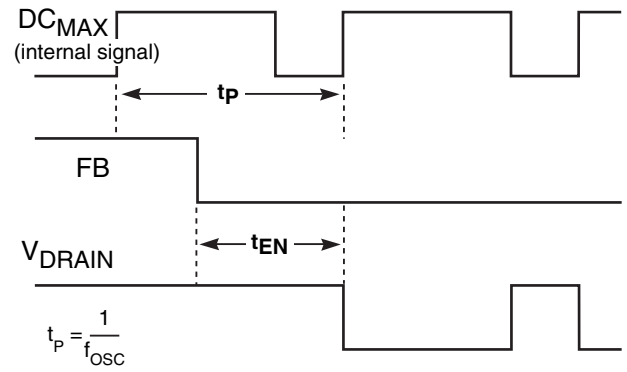 DCMAX
(internal signal)
tP
FB
tEN
VDRAIN
tP = 1/fOSC